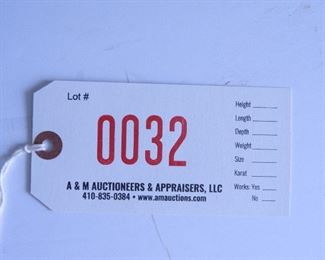 Lot #
0032
A & M AUCTIONEERS & APPRAISERS, LLC
410-835-0384 • www.amauctions.com
Height
Length
Depth
Weight
Size
Karat
Works: Yes
No